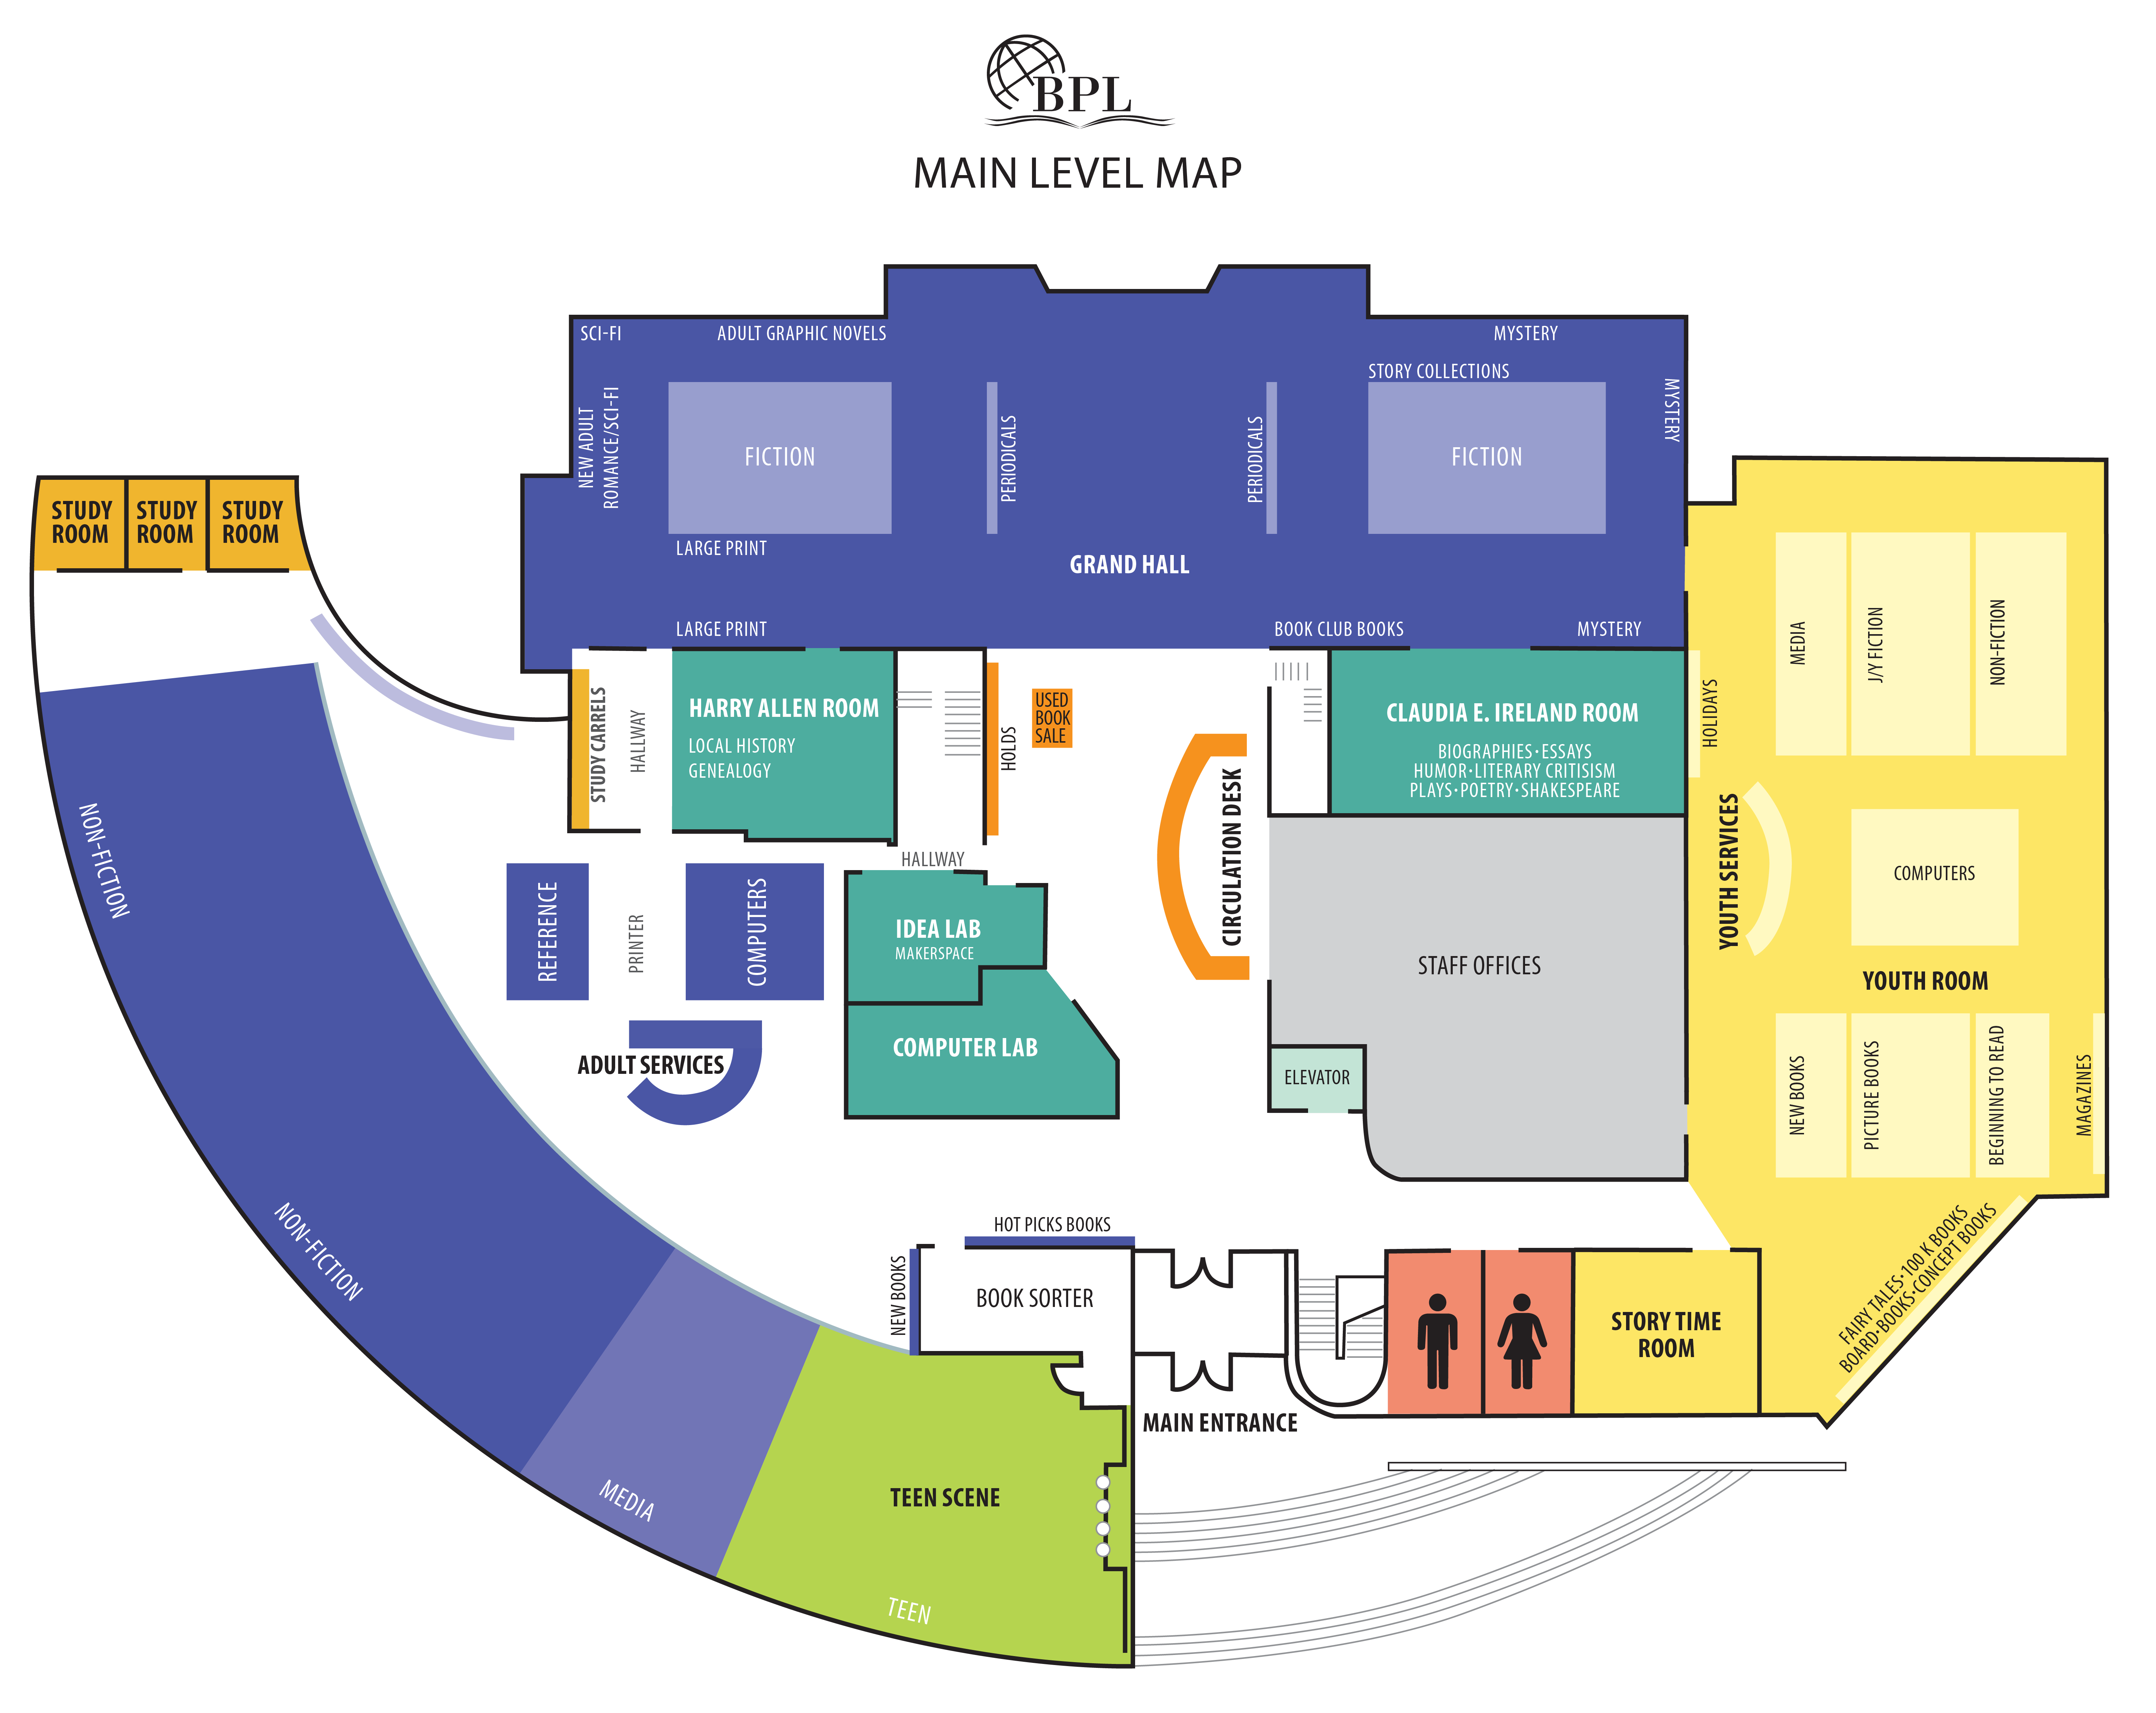 BPL
MAIN LEVEL MAP
SCI-FI
ADULT GRAPHIC NOVELS
MYSTERY
STORY COLLECTIONS
MYSTERY
NEW ADULT
ROMANCE/SCI-FI
FICTION
PERIODICALS
PERIODICALS
FICTION
LARGE PRINT
GRAND HALL
LARGE PRINT
BOOK CLUB BOOKS
MYSTERY
STUDY
ROOM
STUDY
ROOM
STUDY
ROOM
MEDIA
J/Y FICTION
NON-FICTION
STUDY CARRELS
HALLWAY
HARRY ALLEN ROOM
LOCAL HISTORY
GENEALOGY
HOLDS
USED
BOOK
SALE
CLAUDIA E. IRELAND ROOM
BIOGRAPHIES·ESSAYS
HUMOR·LITERARY CRITISISM
PLAYS·POETRY·SHAKESPEARE
HOLIDAYS
NON-FICTION
HALLWAY
CIRCULATION DESK
YOUTH SERVICES
COMPUTERS
REFERENCE
PRINTER
COMPUTERS
IDEA LAB
MAKERSPACE
STAFF OFFICES
YOUTH ROOM
COMPUTER LAB
ADULT SERVICES
ELEVATOR
NEW BOOKS
PICTURE BOOKS
BEGINNING TO READ
MAGAZINES
NON-FICTION
HOT PICKS BOOKS
NEW BOOKS
BOOK SORTER
FAIRY TALES·100 K BOOKS
BOARD·BOOKS·CONCEPT BOOKS
STORY TIME
ROOM
MAIN ENTRANCE
MEDIA
TEEN SCENE
TEEN